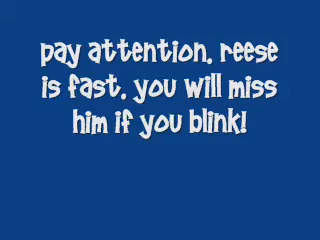 pay attention. reese
is fast. you will miss
him if you blink!